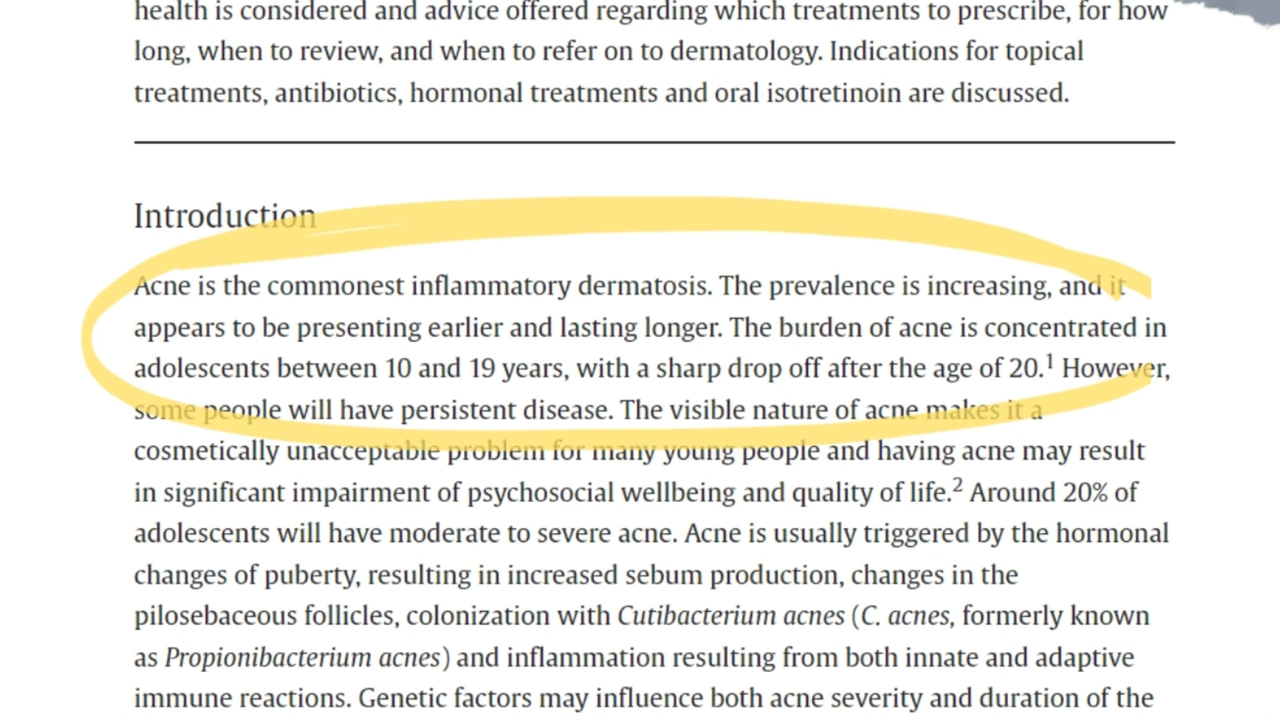 health is considered and advice offered regarding which treatments to prescribe, for how
long, when to review, and when to refer on to dermatology. Indications for topical
treatments, antibiotics, hormonal treatments and oral isotretinoin are discussed.
Introduction
Acne is the commonest inflammatory dermatosis. The prevalence is increasing, and it
appears to be presenting earlier and lasting longer. The burden of acne is concentrated in
adolescents between 10 and 19 years, with a sharp drop off after the age of 20.¹ However,
some people will have persistent disease. The visible nature of acne makes it a
cosmetically unacceptable problem for many young people and having acne may result
in significant impairment of psychosocial wellbeing and quality of life.² Around 20% of
adolescents will have moderate to severe acne. Acne is usually triggered by the hormonal
changes of puberty, resulting in increased sebum production, changes in the
pilosebaceous follicles, colonization with Cutibacterium acnes (C. acnes, formerly known
as Propionibacterium acnes) and inflammation resulting from both innate and adaptive
immune reactions. Genetic factors may influence both acne severity and duration of the